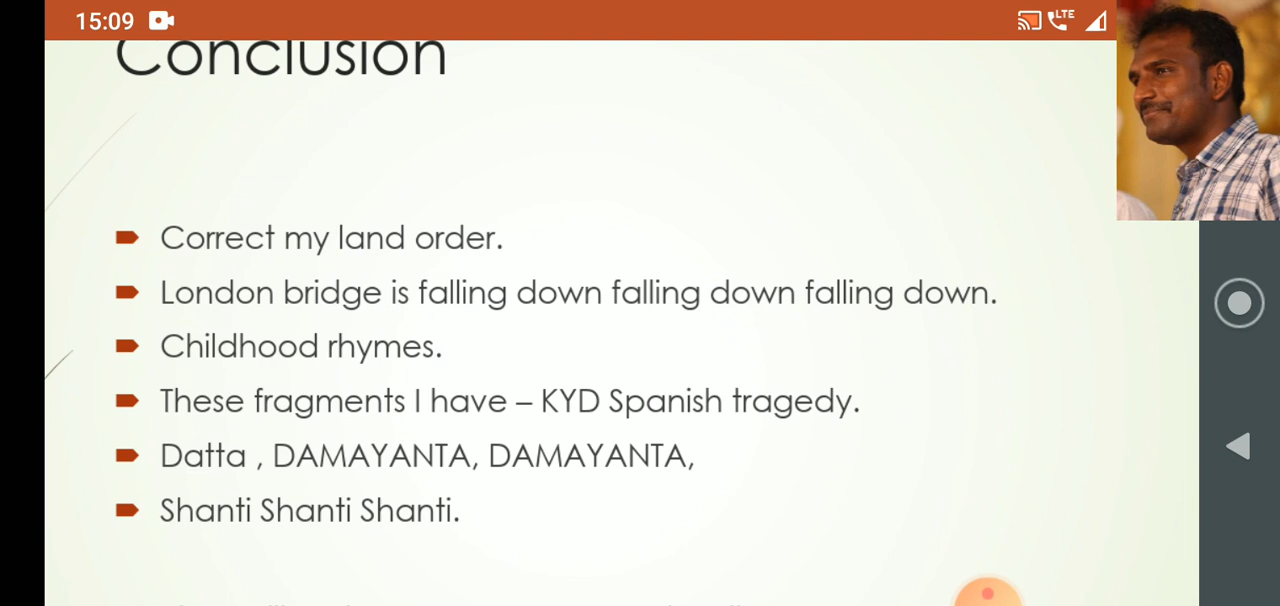 15:09
LTE
Conclusion
Correct my land order.
London bridge is falling down falling down falling down.
Childhood rhymes.
These fragments I have – KYD Spanish tragedy.
Datta , DAMAYANTA, DAMAYANTA,
Shanti Shanti Shanti.